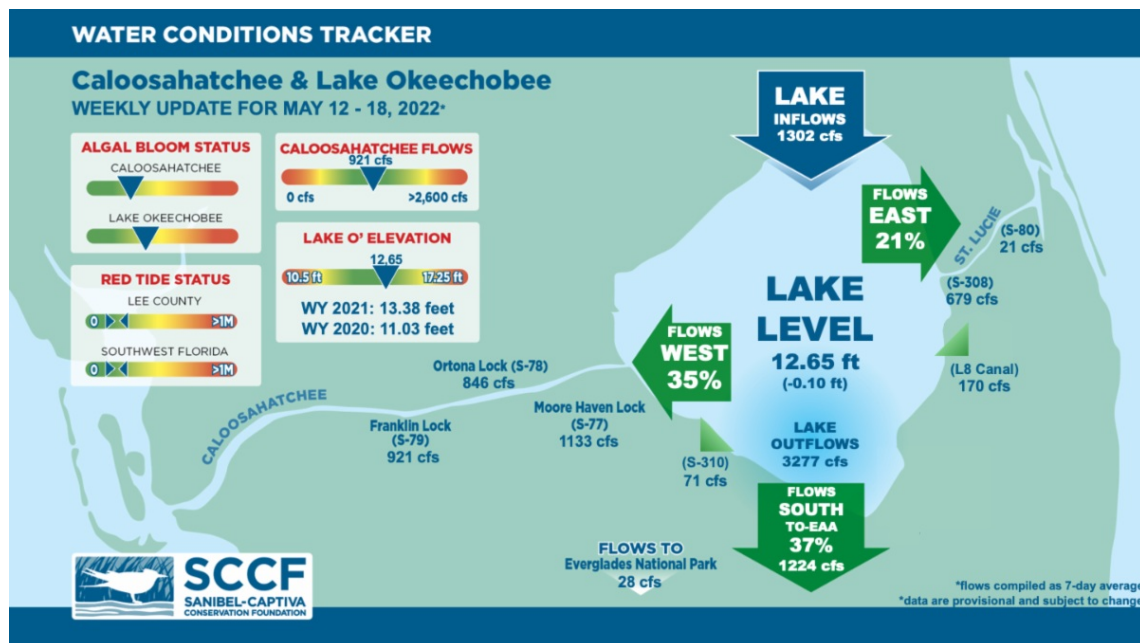 WATER CONDITIONS TRACKER
Caloosahatchee & Lake Okeechobee
WEEKLY UPDATE FOR MAY 12 - 18, 2022*
ALGAL BLOOM STATUS
CALOOSAHATCHEE
LAKE OKEECHOBEE
CALOOSAHATCHEE FLOWS
921 cfs
0 cfs >2,600 cfs
LAKE O' ELEVATION
12.65
10.5 ft 17.25 ft
WY 2021: 13.38 feet
WY 2020: 11.03 feet
RED TIDE STATUS
LEE COUNTY
0 >1M
SOUTHWEST FLORIDA
0 >1M
LAKE
INFLOWS
1302 cfs
FLOWS
EAST
21%
ST. LUCIE
(S-80)
21 cfs
(S-308)
679 cfs
LAKE
LEVEL
12.65 ft
(-0.10 ft)
(L8 Canal)
170 cfs
FLOWS
WEST
35%
Ortona Lock (S-78)
846 cfs
CALOOSAHATCHEE
Franklin Lock
(S-79)
921 cfs
Moore Haven Lock
(S-77)
1133 cfs
(S-310)
71 cfs
LAKE
OUTFLOWS
3277 cfs
FLOWS
SOUTH
TO-EAA
37%
1224 cfs
FLOWS TO
Everglades National Park
28 cfs
SCCF
SANIBEL-CAPTIVA
CONSERVATION FOUNDATION
*flows compiled as 7-day average
*data are provisional and subject to change